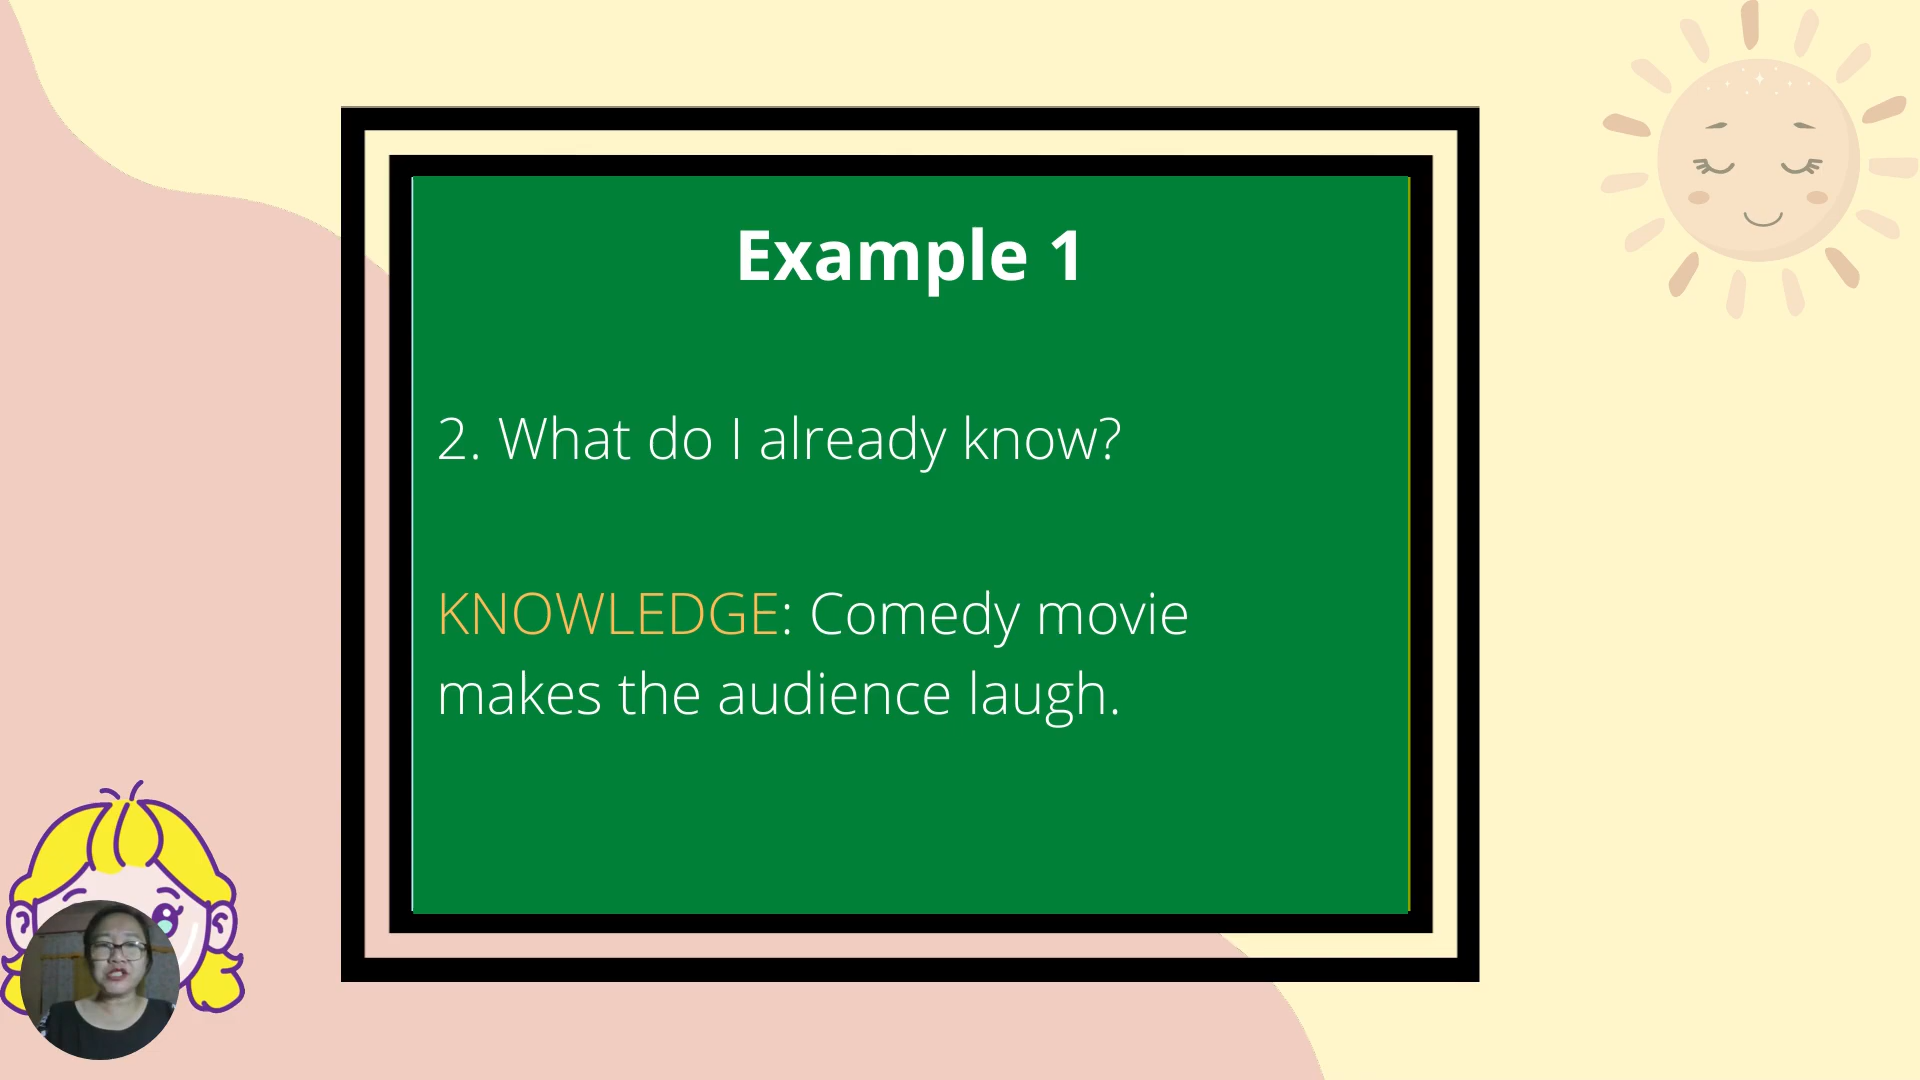 Example 1
2. What do I already know?
KNOWLEDGE: Comedy movie
makes the audience laugh.